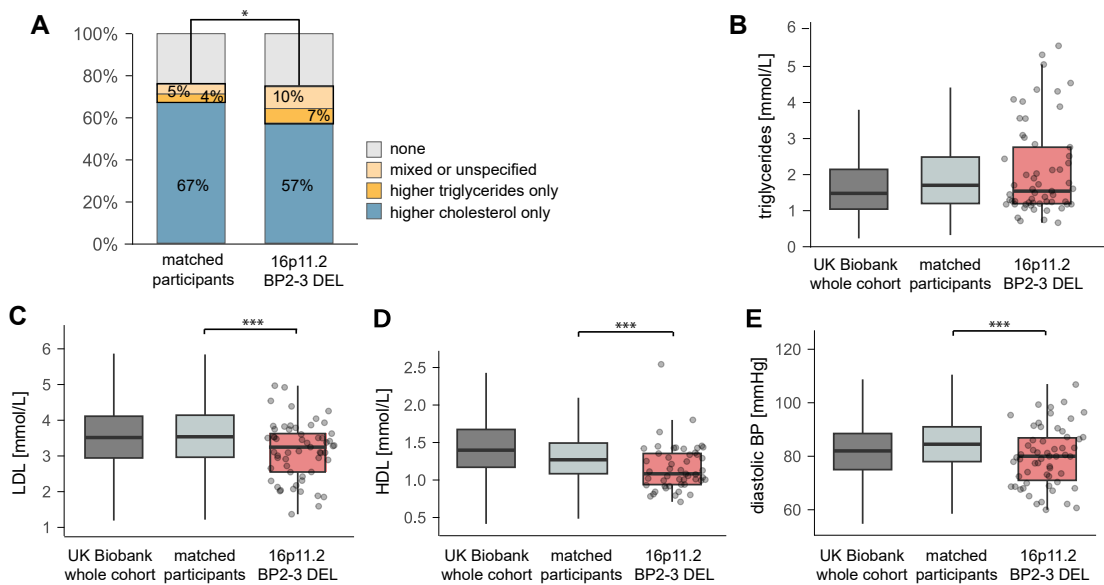 A
*
100%
80%
60%
40%
20%
0%
5%
4%
67%
10%
7%
57%
matched
participants
16p11.2
BP2-3 DEL
none
mixed or unspecified
higher triglycerides only
higher cholesterol only
B
triglycerides [mmol/L]
6
5
4
3
2
1
0
UK Biobank
whole cohort
matched
participants
16p11.2
BP2-3 DEL
C
***
LDL [mmol/L]
6
5
4
3
2
1
UK Biobank
whole cohort
matched
participants
16p11.2
BP2-3 DEL
D
***
HDL [mmol/L]
2.5
2.0
1.5
1.0
0.5
UK Biobank
whole cohort
matched
participants
16p11.2
BP2-3 DEL
E
***
diastolic BP [mmHg]
120
100
80
60
UK Biobank
whole cohort
matched
participants
16p11.2
BP2-3 DEL